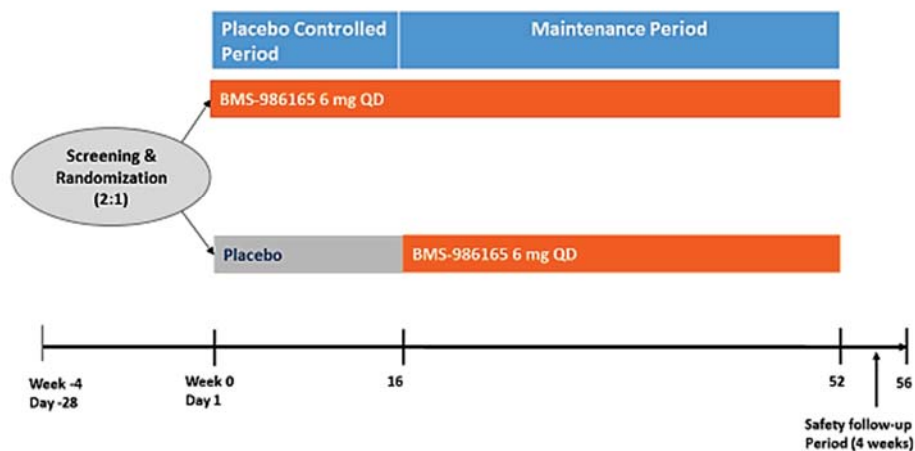 Placebo Controlled
Period
Maintenance Period
BMS-986165 6 mg QD
Screening &
Randomization
(2:1)
Placebo
BMS-986165 6 mg QD
Week -4
Day -28
Week 0
Day 1
16
52
56
Safety follow-up
Period (4 weeks)